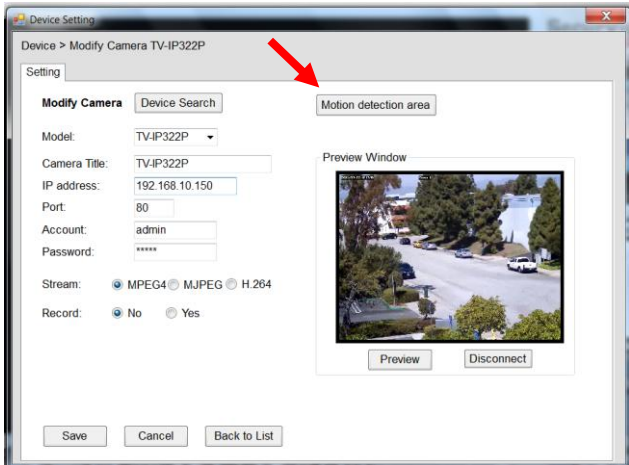 Device Setting
Device > Modify Camera TV-IP322P
Setting
Modify Camera Device Search
Motion detection area
Model: TV-IP322P
Camera Title: TV-IP322P
IP address: 192.168.10.150
Port: 80
Account: admin
Password: *****
Stream: MPEG4 MJPEG H.264
Record: No Yes
Preview Window
Preview Disconnect
Save Cancel Back to List